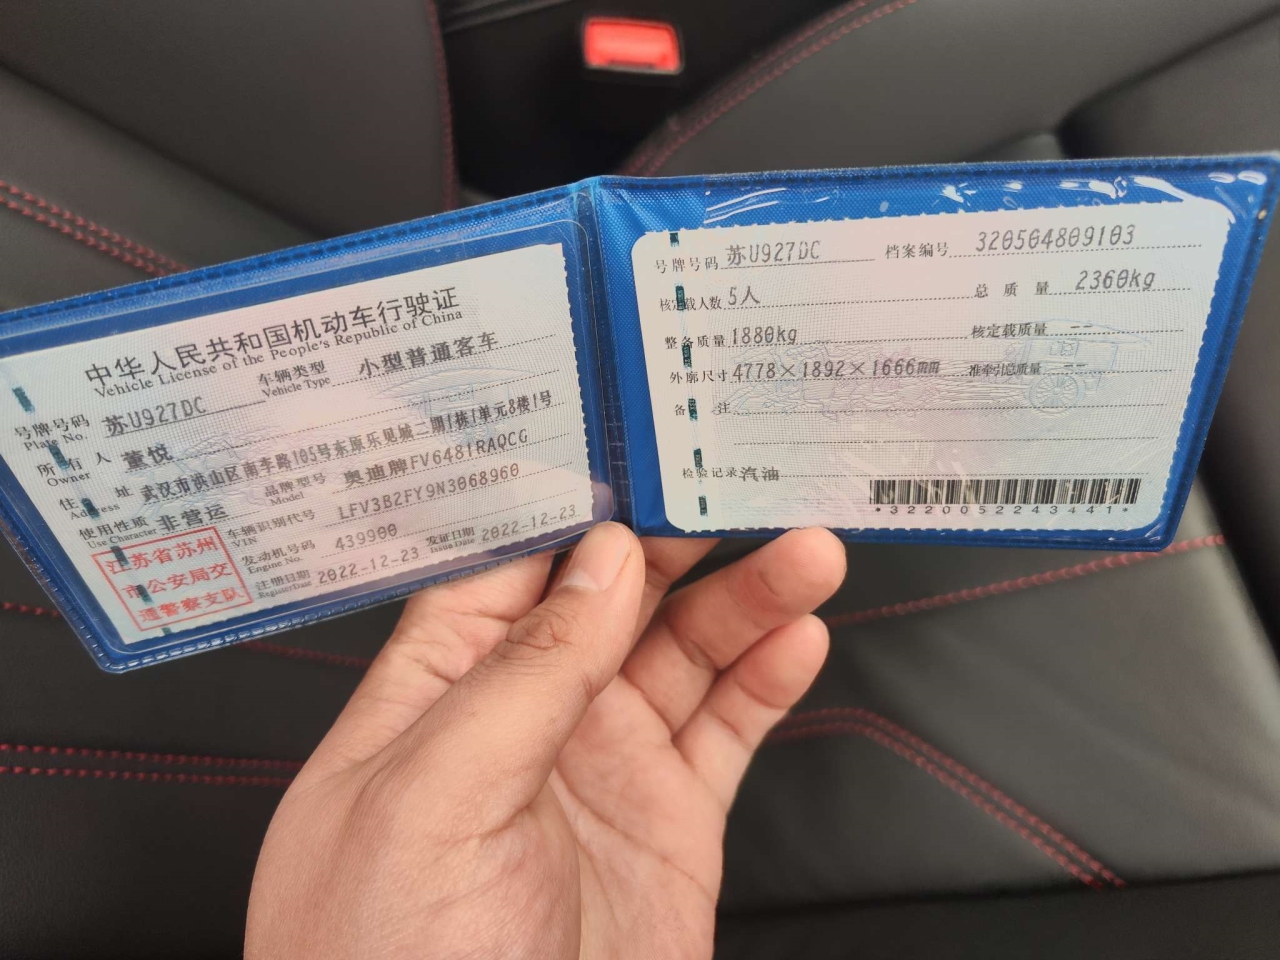 中华人民共和国机动车行驶证
Vehicle License of the People's Republic of China
号牌号码 苏U927DC 车辆类型 小型普通客车
Plate No. Vehicle Type
所有人 董悦
Owner
住址 武汉市洪山区南李路105号东原乐见城二期1栋1单元8楼1号
Address
使用性质 非营运 品牌型号 奥迪牌FV6481RAQCG
Use Character Model
车辆识别代号 LFV3B2FY9N3068960
VIN
发动机号码 439900
Engine No.
注册日期 2022-12-23 发证日期 2022-12-23
Register Date Issue Date
江苏省苏州
市公安局交
通警察支队
号牌号码 苏U927DC 档案编号 320504809103
核定载人数 5人 总质量 2360kg
整备质量 1880kg 核定载质量 --
外廓尺寸 4778×1892×1666mm 准牵引总质量 --
备注
检验记录 汽油
*3220052243441*